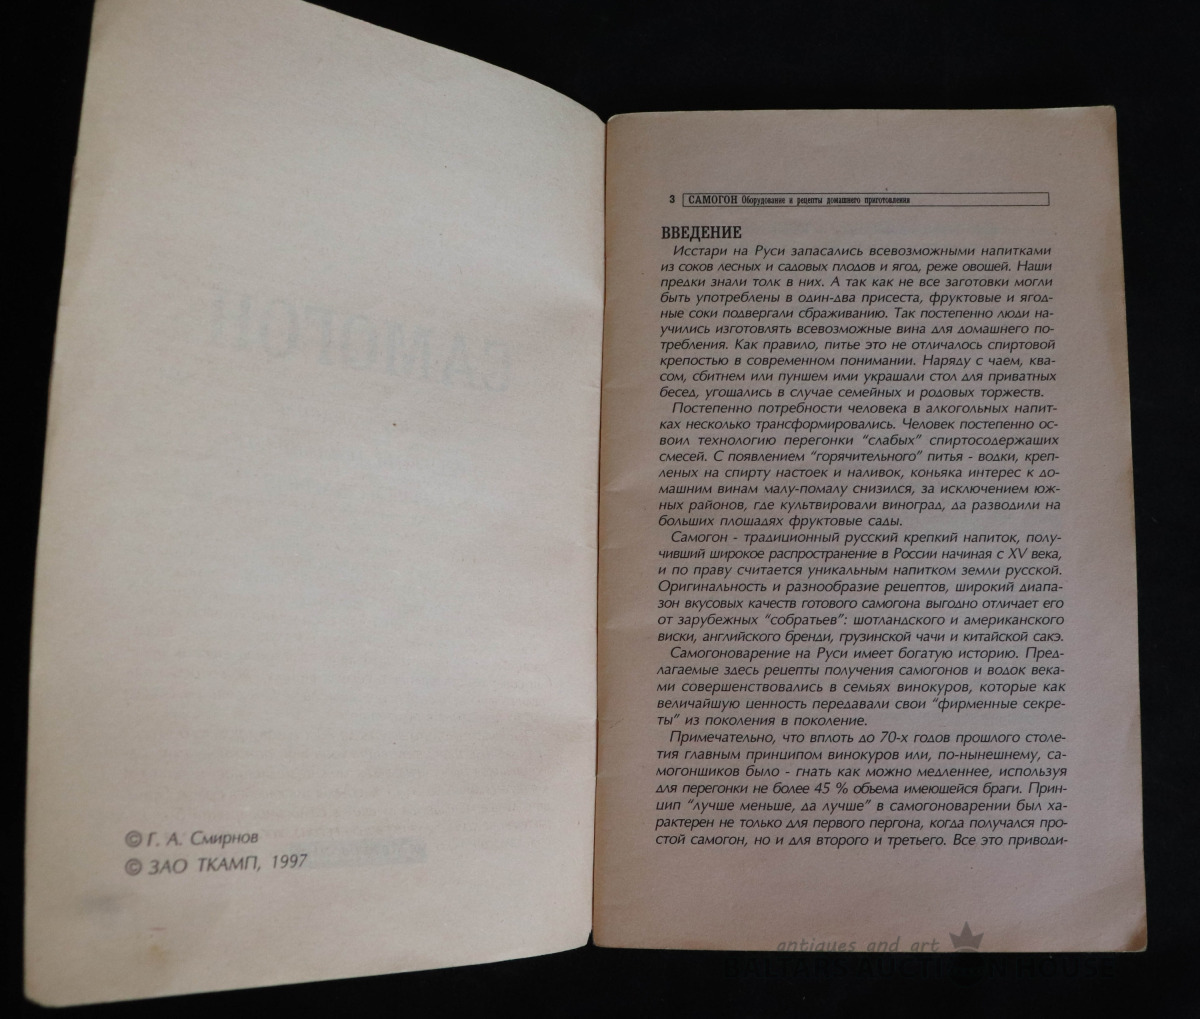 © Г. А. Смирнов
© ЗАО ТКАМП, 1997
3 САМОГОН Оборудование и рецепты домашнего приготовления
ВВЕДЕНИЕ
Исстари на Руси запасались всевозможными напитками
из соков лесных и садовых плодов и ягод, реже овощей. Наши
предки знали толк в них. А так как не все заготовки могли
быть употреблены в один-два присеста, фруктовые и ягод-
ные соки подвергали сбраживанию. Так постепенно люди на-
учились изготовлять всевозможные вина для домашнего по-
требления. Как правило, питье это не отличалось спиртовой
крепостью в современном понимании. Наряду с чаем, ква-
сом, сбитнем или пуншем ими украшали стол для приватных
бесед, угощались в случае семейных и родовых торжеств.
Постепенно потребности человека в алкогольных напит-
ках несколько трансформировались. Человек постепенно ос-
воил технологию перегонки "слабых" спиртосодержащих
смесей. С появлением "горячительного" питья - водки, креп-
леных на спирту настоек и наливок, коньяка интерес к до-
машним винам малу-помалу снизился, за исключением юж-
ных районов, где культвировали виноград, да разводили на
больших площадях фруктовые сады.
Самогон - традиционный русский крепкий напиток, полу-
чивший широкое распространение в России начиная с XV века,
и по праву считается уникальным напитком земли русской.
Оригинальность и разнообразие рецептов, широкий диапа-
зон вкусовых качеств готового самогона выгодно отличает его
от зарубежных "собратьев": шотландского и американского
виски, английского бренди, грузинской чачи и китайской сакэ.
Самогоноварение на Руси имеет богатую историю. Пред-
лагаемые здесь рецепты получения самогонов и водок века-
ми совершенствовались в семьях винокуров, которые как
величайшую ценность передавали свои "фирменные секре-
ты" из поколения в поколение.
Примечательно, что вплоть до 70-х годов прошлого столе-
тия главным принципом винокуров или, по-нынешнему, са-
могонщиков было - гнать как можно медленнее, используя
для перегонки не более 45 % объема имеющейся браги. Прин-
цип "лучше меньше, да лучше" в самогоноварении был ха-
рактерен не только для первого пергона, когда получался про-
стой самогон, но и для второго и третьего. Все это приводи-
antiques and art
BALTARS AUCTION HOUSE